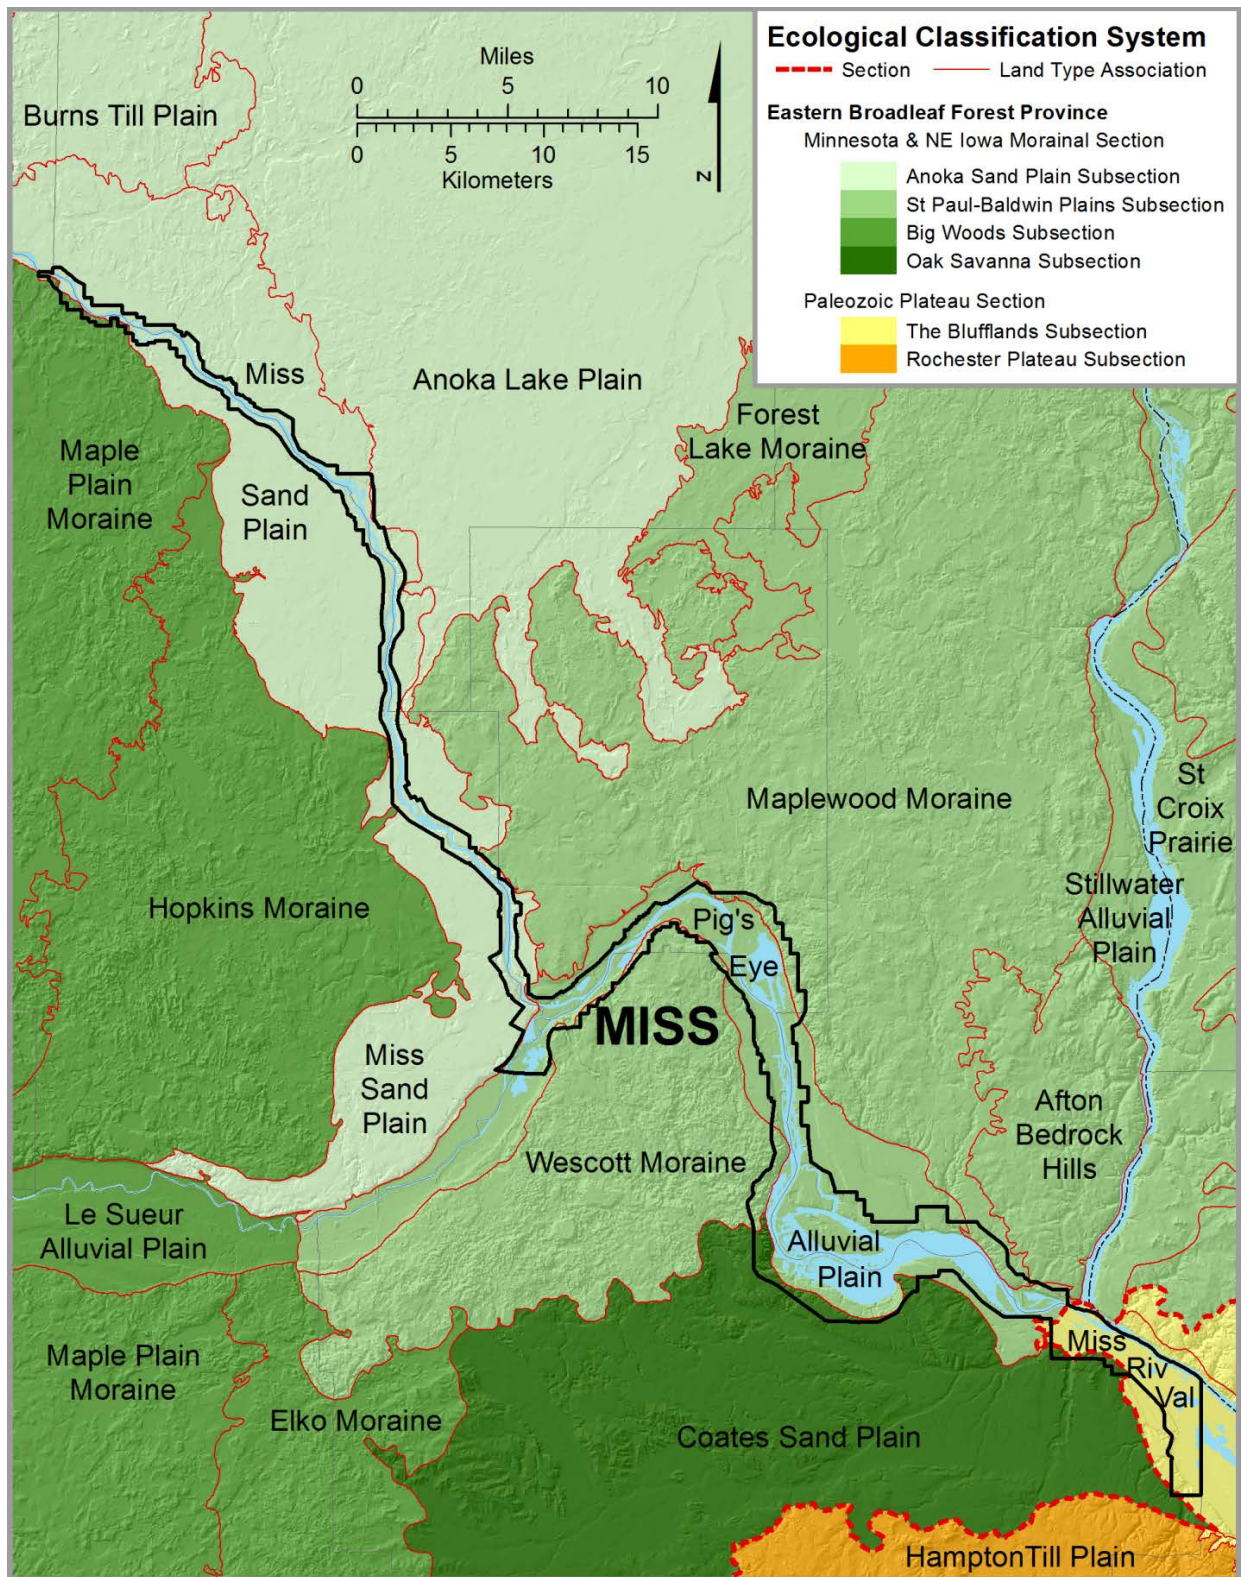 Ecological Classification System
Section
Land Type Association
Eastern Broadleaf Forest Province
Minnesota & NE Iowa Morainal Section
Anoka Sand Plain Subsection
St Paul-Baldwin Plains Subsection
Big Woods Subsection
Oak Savanna Subsection
Paleozoic Plateau Section
The Blufflands Subsection
Rochester Plateau Subsection
Miles
0 5 10
0 5 10 15
Kilometers
N
Burns Till Plain
Miss
Sand
Plain
Anoka Lake Plain
Forest
Lake Moraine
Maple
Plain
Moraine
Maplewood Moraine
St
Croix
Prairie
Stillwater
Alluvial
Plain
Hopkins Moraine
Pig's
Eye
MISS
Miss
Sand
Plain
Afton
Bedrock
Hills
Wescott Moraine
Le Sueur
Alluvial Plain
Alluvial
Plain
Maple Plain
Moraine
Miss
Riv
Val
Elko Moraine
Coates Sand Plain
HamptonTill Plain